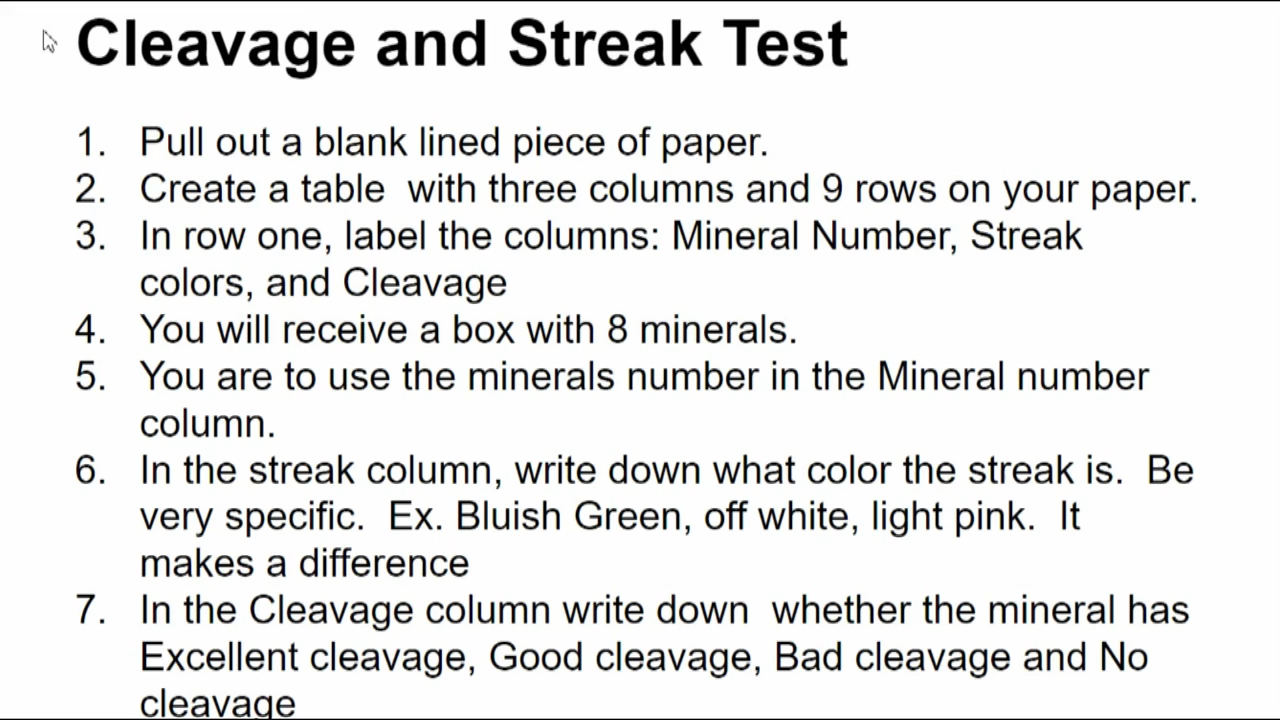 Cleavage and Streak Test
1. Pull out a blank lined piece of paper.
2. Create a table  with three columns and 9 rows on your paper.
3. In row one, label the columns: Mineral Number, Streak
colors, and Cleavage
4. You will receive a box with 8 minerals.
5. You are to use the minerals number in the Mineral number
column.
6. In the streak column, write down what color the streak is.  Be
very specific.  Ex. Bluish Green, off white, light pink.  It
makes a difference
7. In the Cleavage column write down  whether the mineral has
Excellent cleavage, Good cleavage, Bad cleavage and No
cleavage